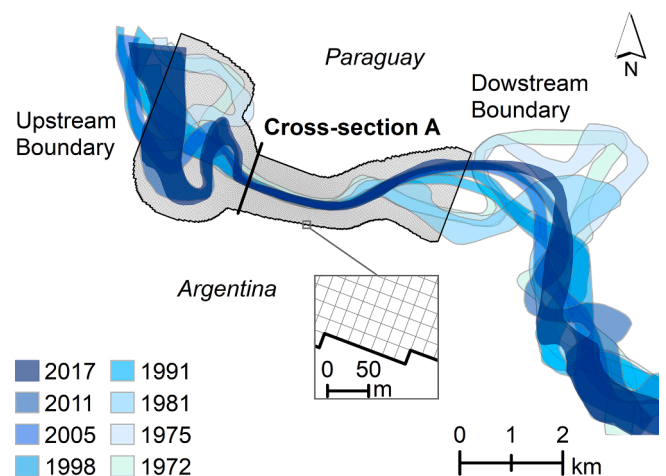 Paraguay
N
Dowstream
Boundary
Upstream
Boundary
Cross-section A
Argentina
0 50
m
2017 1991
2011 1981
2005 1975
1998 1972
0 1 2
km